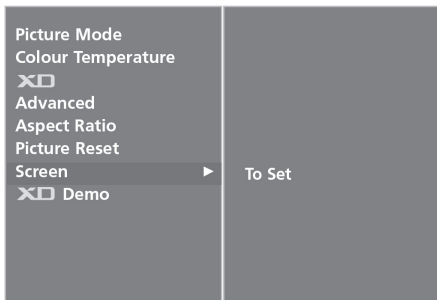 Picture Mode
Colour Temperature
XD
Advanced
Aspect Ratio
Picture Reset
Screen ►
To Set
XD Demo